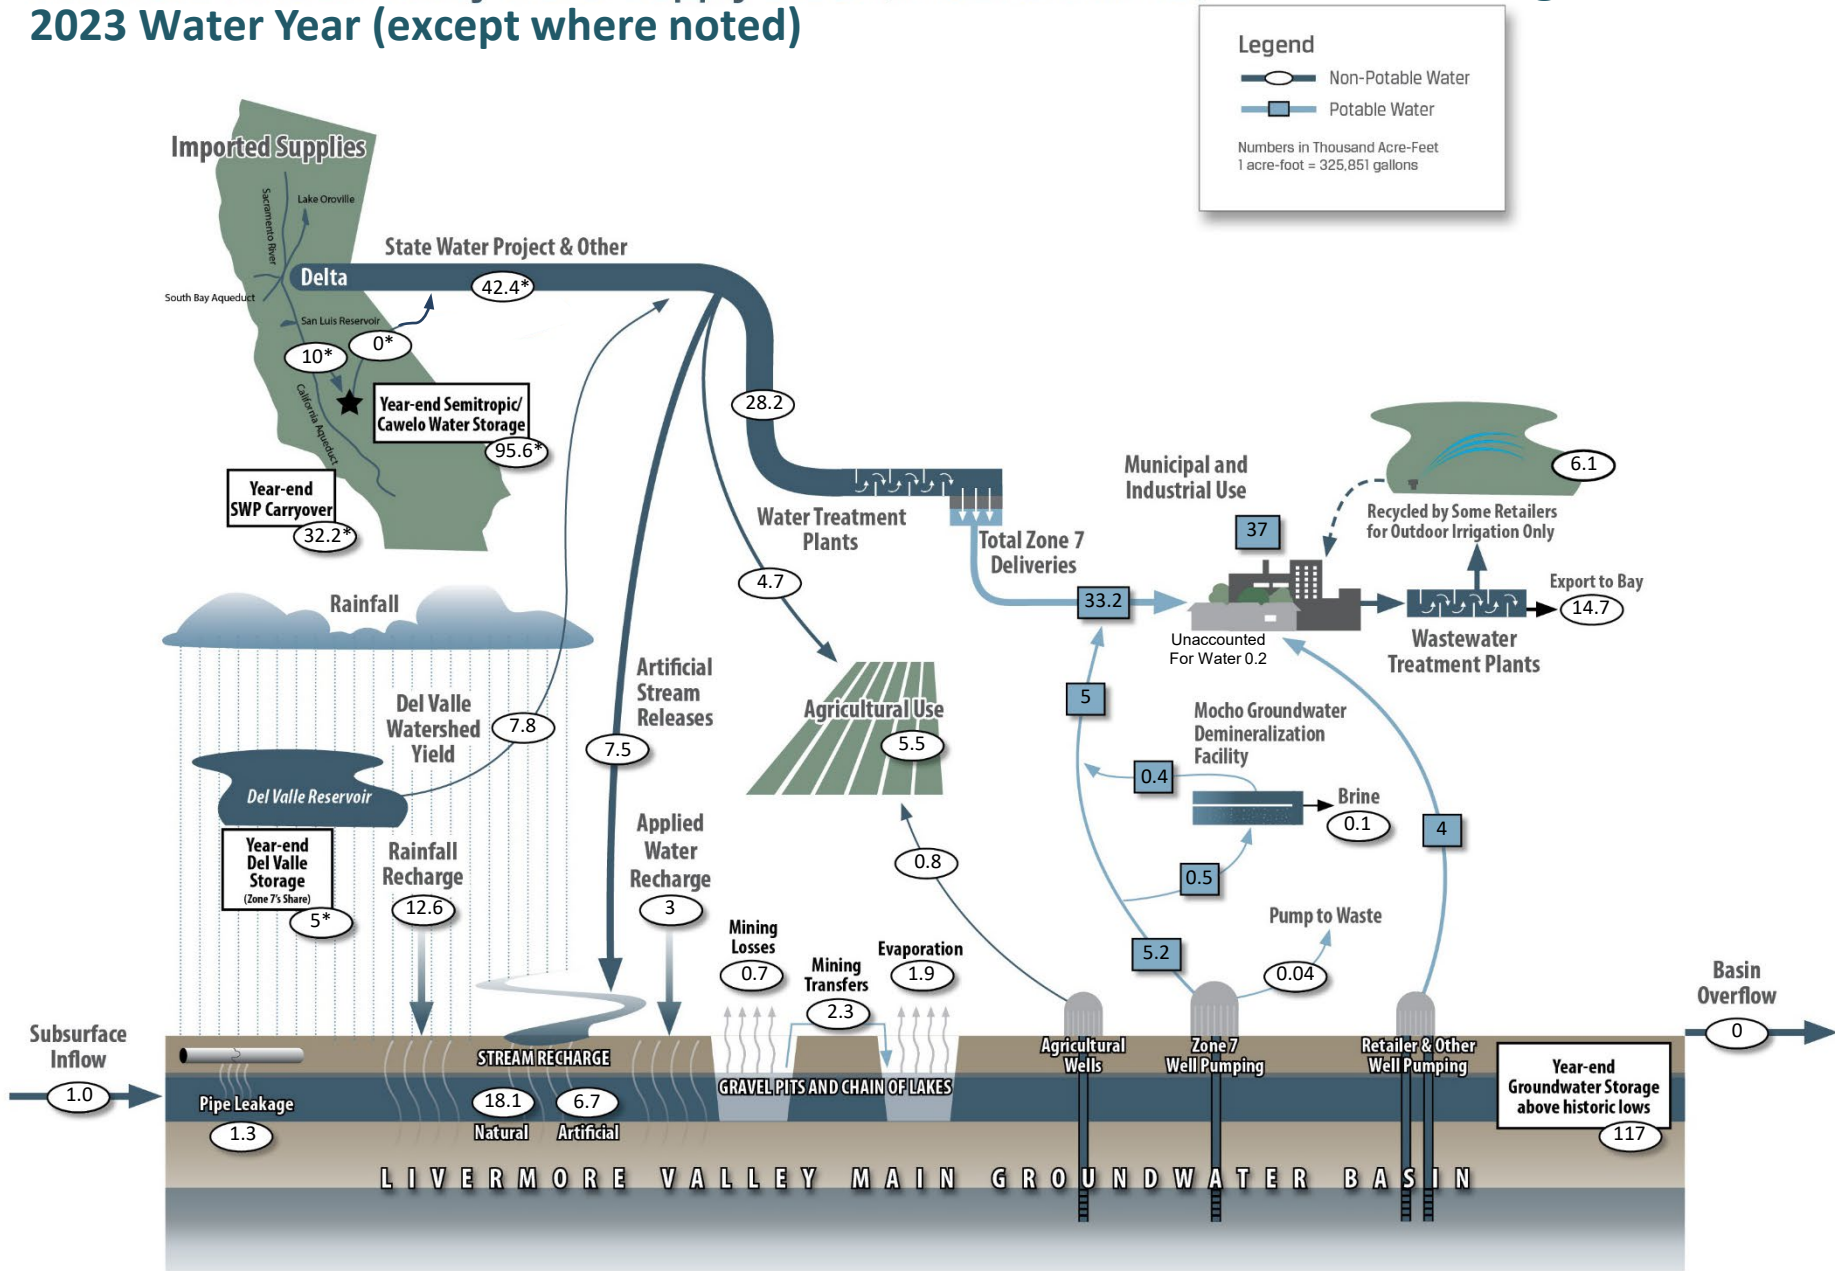 2023 Water Year (except where noted)
Legend
Non-Potable Water
Potable Water
Numbers in Thousand Acre-Feet
1 acre-foot = 325,851 gallons
Imported Supplies
Sacramento River
Lake Oroville
State Water Project & Other
Delta
42.4*
South Bay Aqueduct
San Luis Reservoir
10*
0*
California Aqueduct
Year-end Semitropic/
Cawelo Water Storage
95.6*
Year-end
SWP Carryover
32.2*
28.2
Water Treatment
Plants
Total Zone 7
Deliveries
Municipal and
Industrial Use
37
33.2
Unaccounted
For Water 0.2
6.1
Recycled by Some Retailers
for Outdoor Irrigation Only
Export to Bay
14.7
Wastewater
Treatment Plants
Rainfall
4.7
Artificial
Stream
Releases
7.5
Del Valle
Watershed
Yield
7.8
Agricultural Use
5.5
5
Mocho Groundwater
Demineralization
Facility
0.4
Brine
0.1
0.5
4
Del Valle Reservoir
Year-end
Del Valle
Storage
(Zone 7's Share)
5*
Rainfall
Recharge
12.6
Applied
Water
Recharge
3
0.8
Pump to Waste
0.04
5.2
Mining
Losses
0.7
Mining
Transfers
2.3
Evaporation
1.9
Basin
Overflow
0
Subsurface
Inflow
1.0
STREAM RECHARGE
18.1
Natural
6.7
Artificial
Pipe Leakage
1.3
GRAVEL PITS AND CHAIN OF LAKES
Agricultural
Wells
Zone 7
Well Pumping
Retailer & Other
Well Pumping
Year-end
Groundwater Storage
above historic lows
117
LIVERMORE VALLEY MAIN GROUNDWATER BASIN